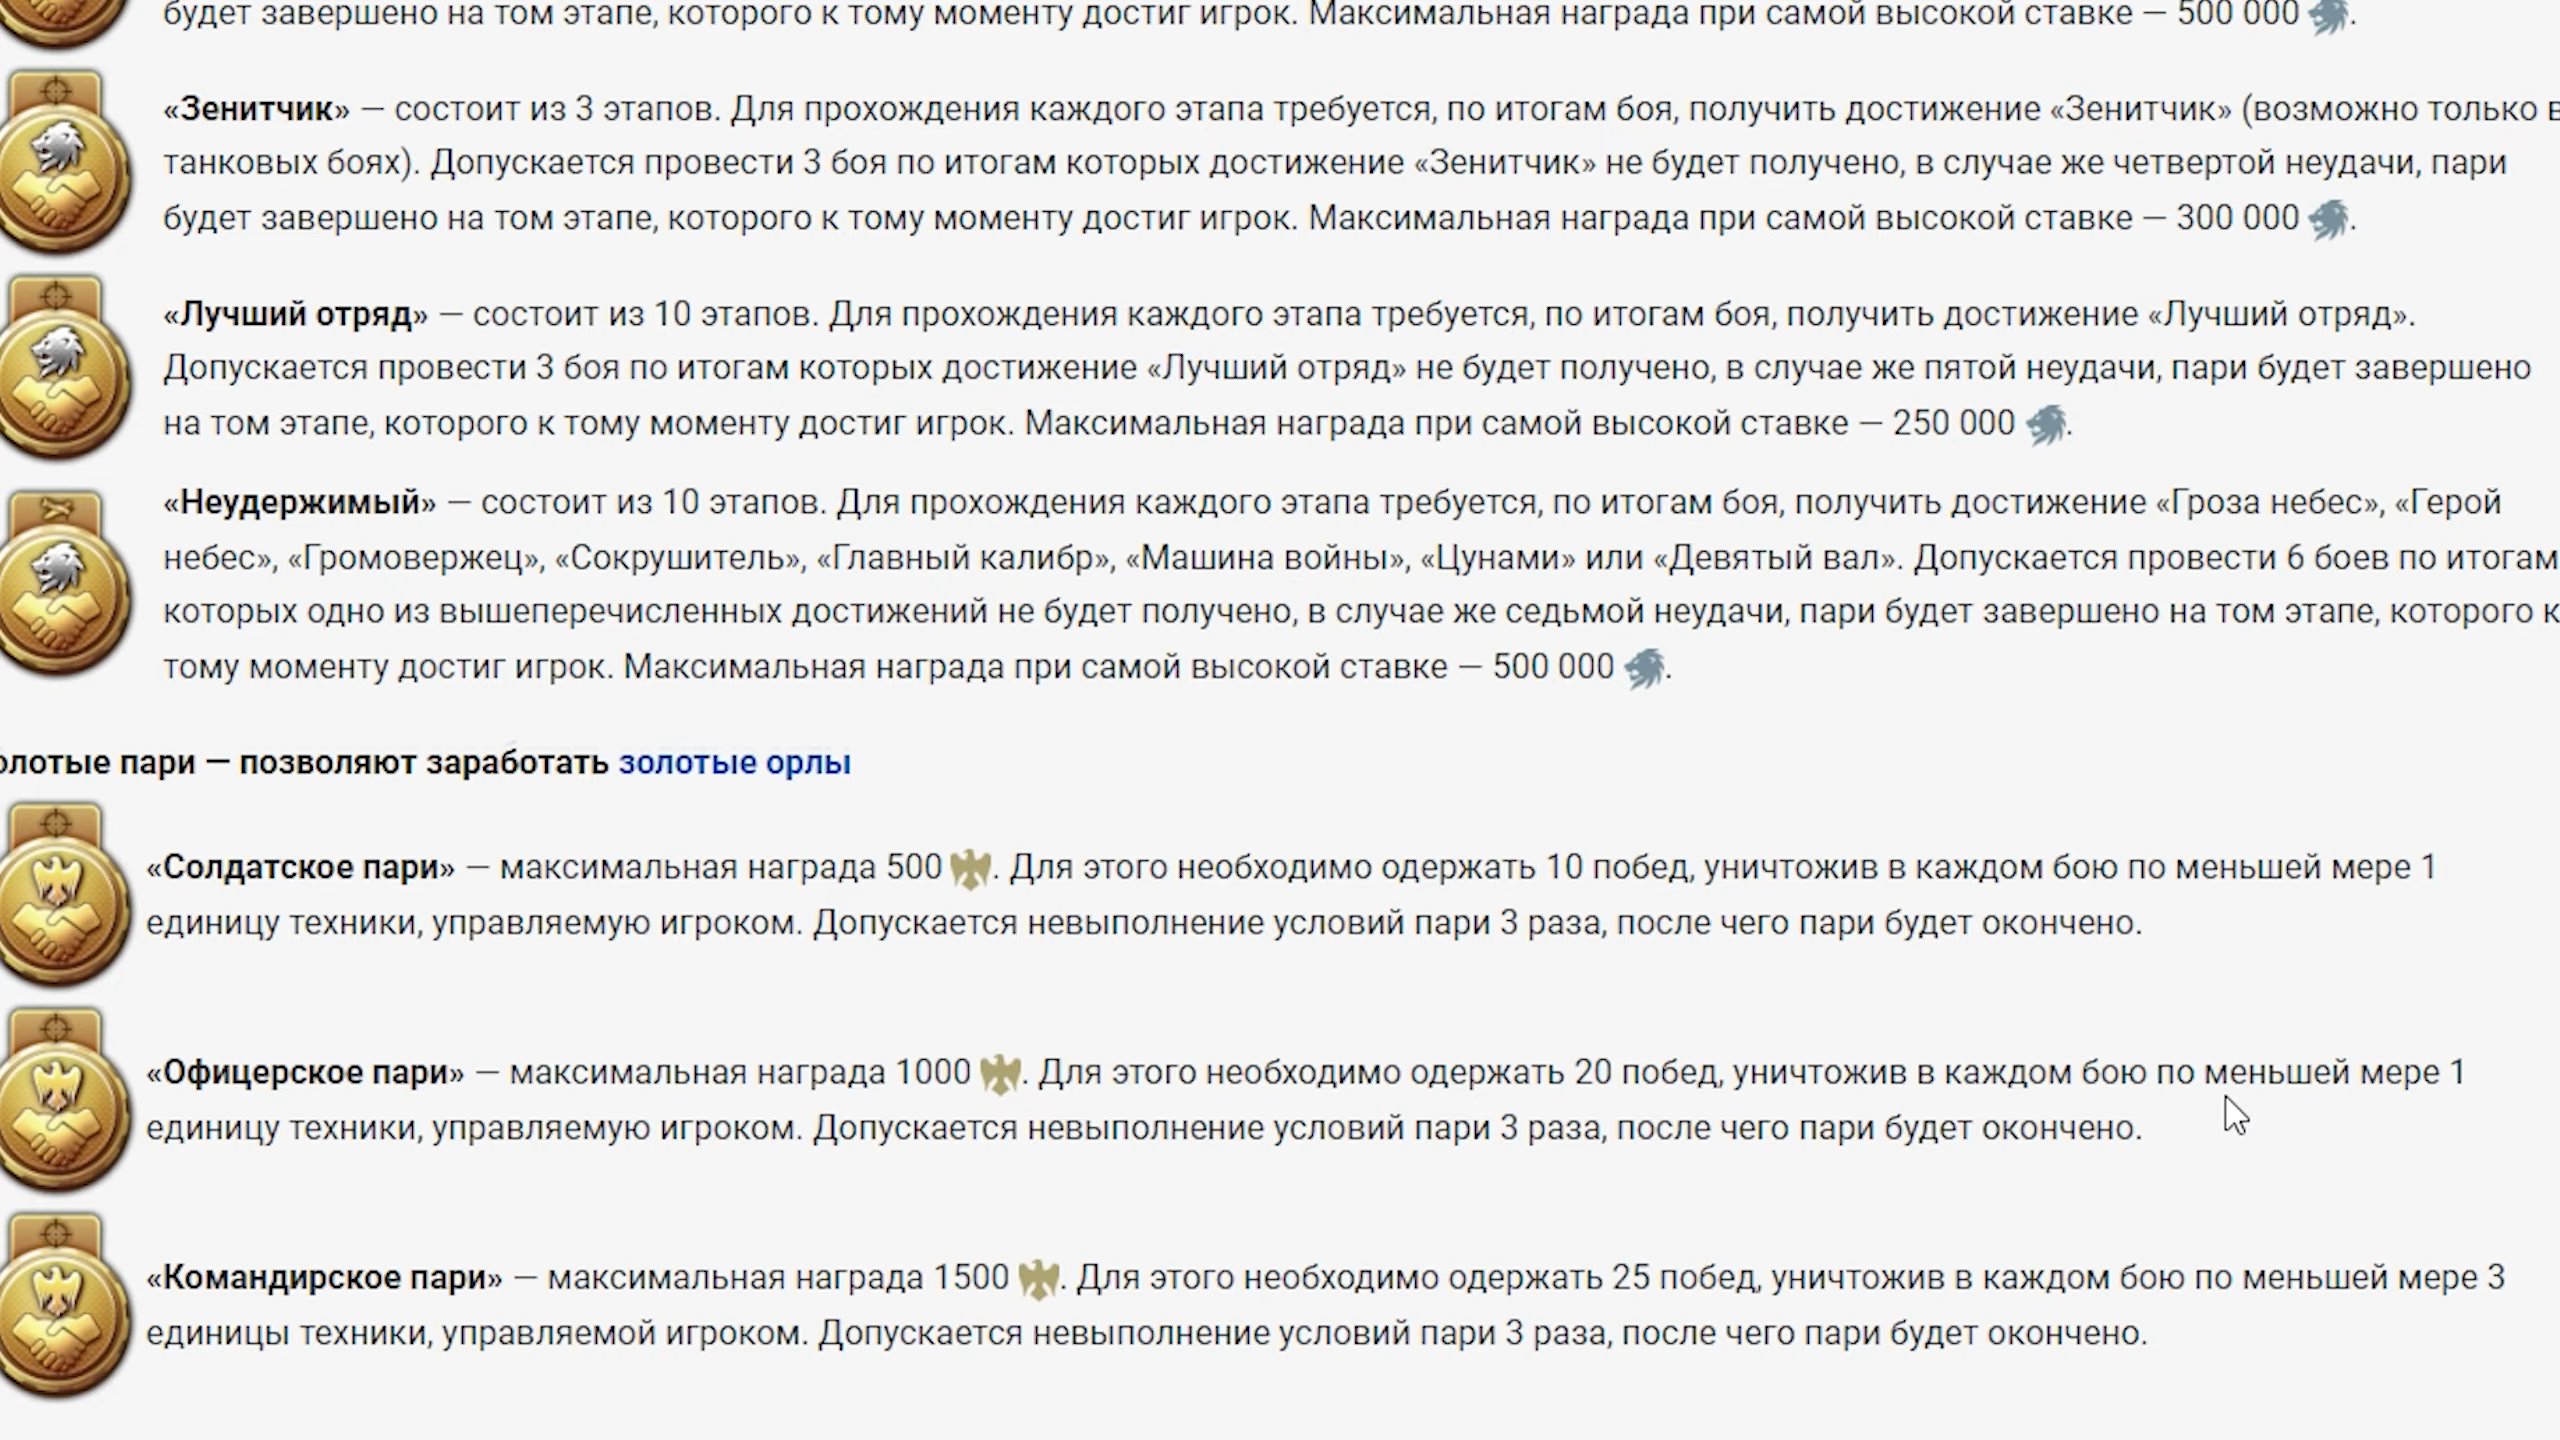 будет завершено на том этапе, которого к тому моменту достиг игрок. Максимальная награда при самой высокой ставке — 500 000 .
«Зенитчик» — состоит из 3 этапов. Для прохождения каждого этапа требуется, по итогам боя, получить достижение «Зенитчик» (возможно только в
танковых боях). Допускается провести 3 боя по итогам которых достижение «Зенитчик» не будет получено, в случае же четвертой неудачи, пари
будет завершено на том этапе, которого к тому моменту достиг игрок. Максимальная награда при самой высокой ставке — 300 000 .
«Лучший отряд» — состоит из 10 этапов. Для прохождения каждого этапа требуется, по итогам боя, получить достижение «Лучший отряд».
Допускается провести 3 боя по итогам которых достижение «Лучший отряд» не будет получено, в случае же пятой неудачи, пари будет завершено
на том этапе, которого к тому моменту достиг игрок. Максимальная награда при самой высокой ставке — 250 000 .
«Неудержимый» — состоит из 10 этапов. Для прохождения каждого этапа требуется, по итогам боя, получить достижение «Гроза небес», «Герой
небес», «Громовержец», «Сокрушитель», «Главный калибр», «Машина войны», «Цунами» или «Девятый вал». Допускается провести 6 боев по итогам
которых одно из вышеперечисленных достижений не будет получено, в случае же седьмой неудачи, пари будет завершено на том этапе, которого к
тому моменту достиг игрок. Максимальная награда при самой высокой ставке — 500 000 .
олотые пари — позволяют заработать золотые орлы
«Солдатское пари» — максимальная награда 500 . Для этого необходимо одержать 10 побед, уничтожив в каждом бою по меньшей мере 1
единицу техники, управляемую игроком. Допускается невыполнение условий пари 3 раза, после чего пари будет окончено.
«Офицерское пари» — максимальная награда 1000 . Для этого необходимо одержать 20 побед, уничтожив в каждом бою по меньшей мере 1
единицу техники, управляемую игроком. Допускается невыполнение условий пари 3 раза, после чего пари будет окончено.
«Командирское пари» — максимальная награда 1500 . Для этого необходимо одержать 25 побед, уничтожив в каждом бою по меньшей мере 3
единицы техники, управляемой игроком. Допускается невыполнение условий пари 3 раза, после чего пари будет окончено.